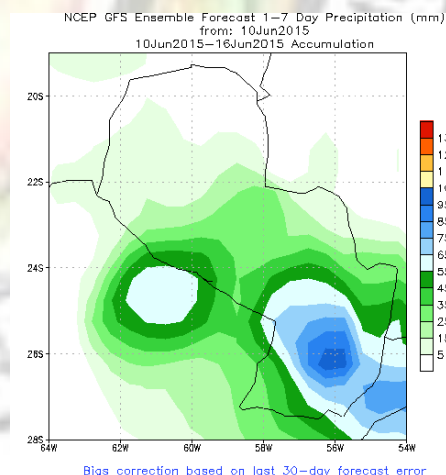 NCEP GFS Ensemble Forecast 1–7 Day Precipitation (mm)
from: 10Jun2015
10Jun2015–16Jun2015 Accumulation
20S
22S
24S
26S
28S
64W 62W 60W 58W 56W 54W
95
85
75
65
55
45
35
25
15
5
Bias correction based on last 30–day forecast error